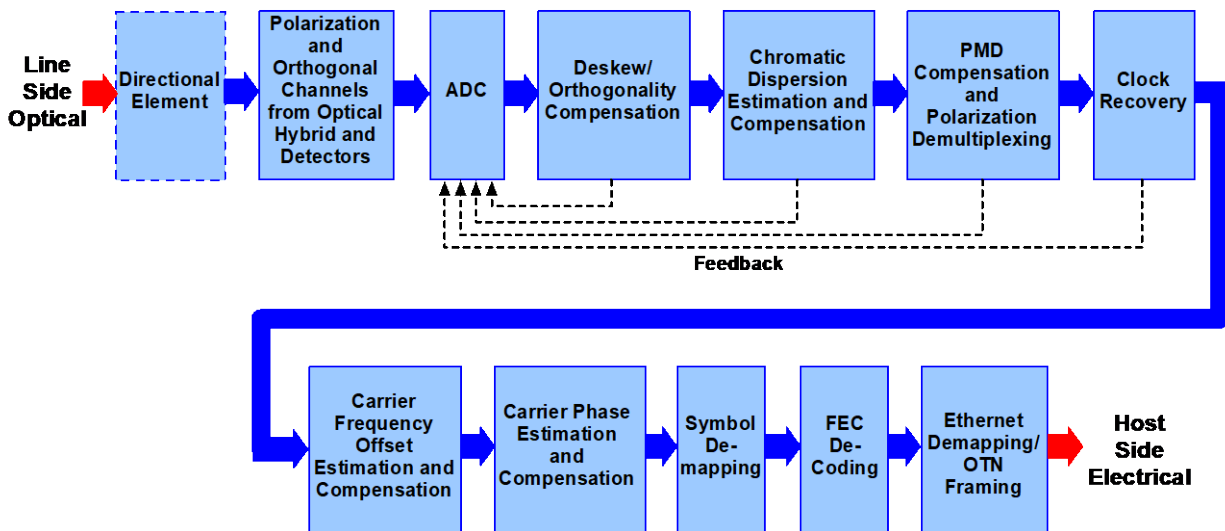 Line
Side
Optical
Directional
Element
Polarization
and
Orthogonal
Channels
from Optical
Hybrid and
Detectors
ADC
Deskew/
Orthogonality
Compensation
Chromatic
Dispersion
Estimation and
Compensation
PMD
Compensation
and
Polarization
Demultiplexing
Clock
Recovery
Feedback
Carrier
Frequency
Offset
Estimation and
Compensation
Carrier Phase
Estimation
and
Compensation
Symbol
De-
mapping
FEC
De-
Coding
Ethernet
Demapping/
OTN
Framing
Host
Side
Electrical